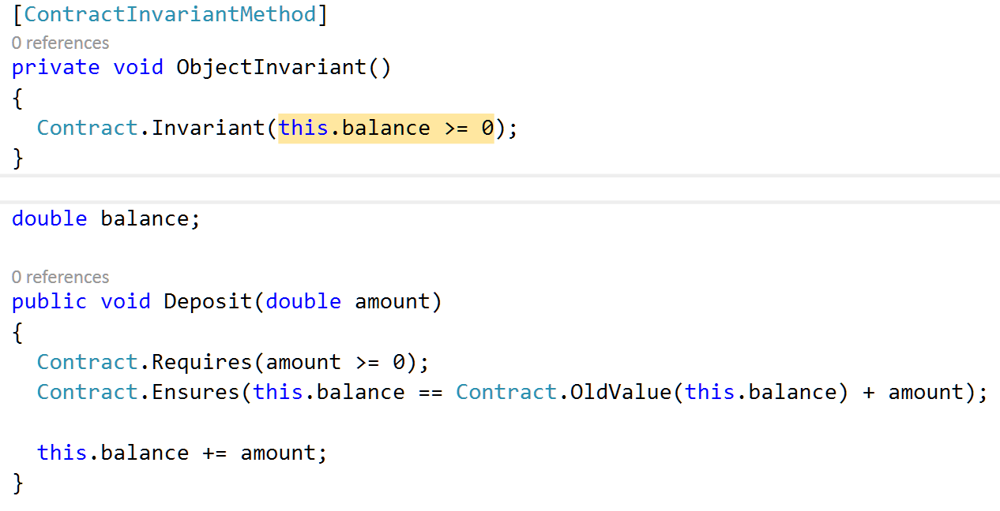 [ContractInvariantMethod]
0 references
private void ObjectInvariant()
{
  Contract.Invariant(this.balance >= 0);
}
double balance;
0 references
public void Deposit(double amount)
{
  Contract.Requires(amount >= 0);
  Contract.Ensures(this.balance == Contract.OldValue(this.balance) + amount);
  this.balance += amount;
}